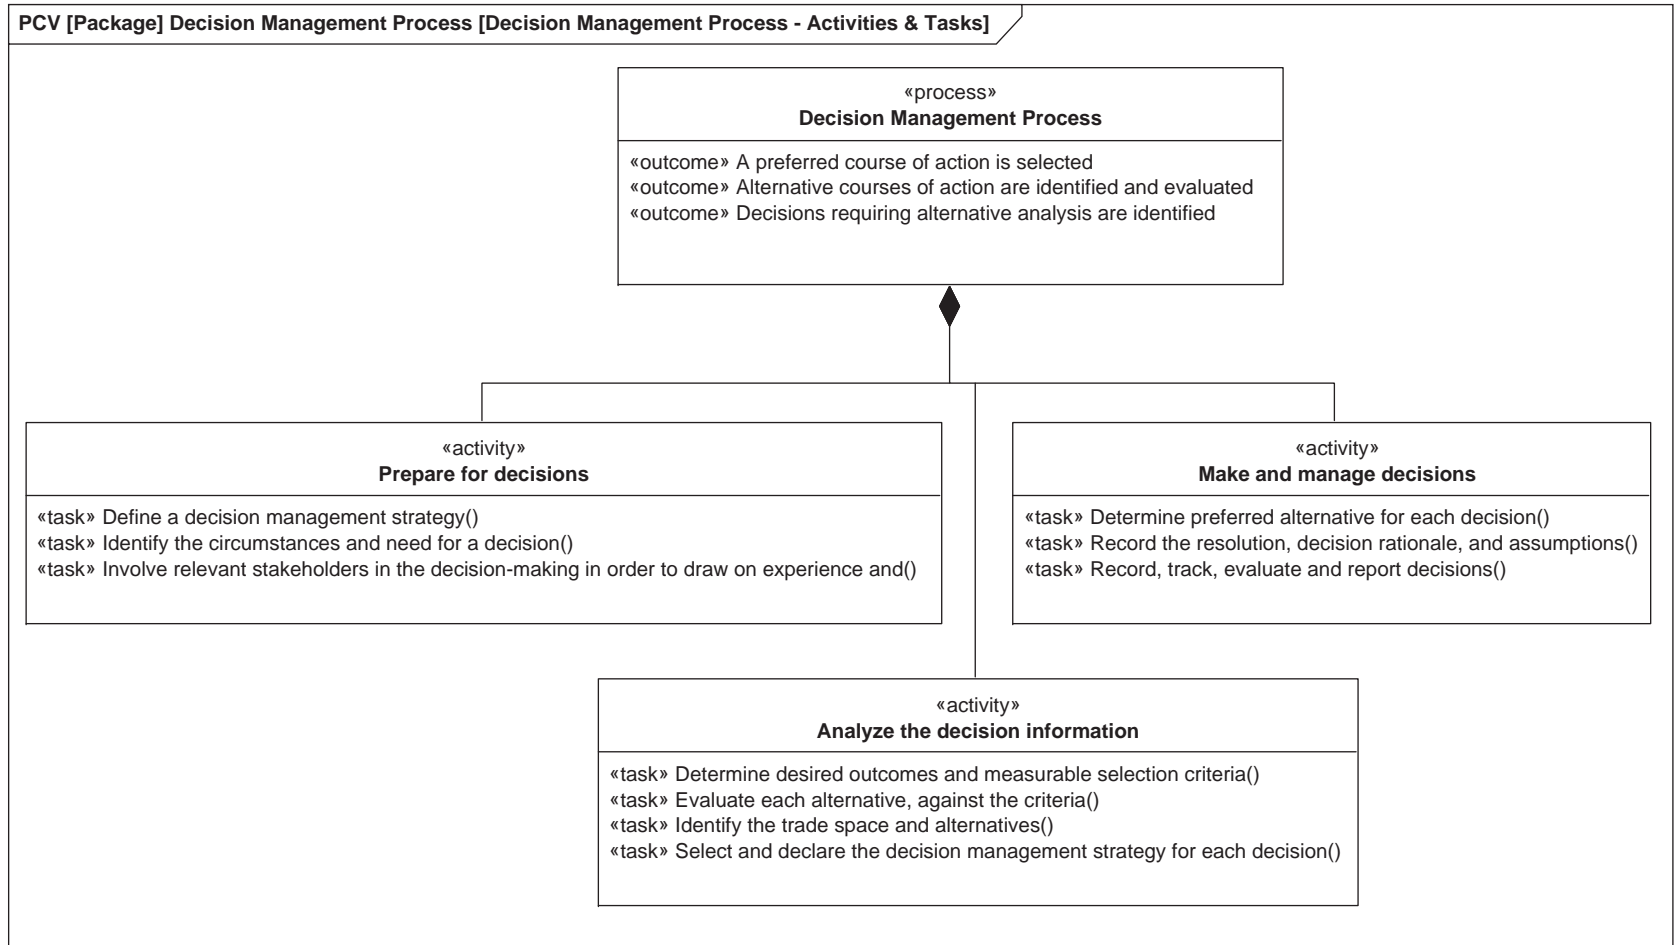 PCV [Package] Decision Management Process [Decision Management Process - Activities & Tasks]
«process»
Decision Management Process
«outcome» A preferred course of action is selected
«outcome» Alternative courses of action are identified and evaluated
«outcome» Decisions requiring alternative analysis are identified
«activity»
Prepare for decisions
«task» Define a decision management strategy()
«task» Identify the circumstances and need for a decision()
«task» Involve relevant stakeholders in the decision-making in order to draw on experience and()
«activity»
Make and manage decisions
«task» Determine preferred alternative for each decision()
«task» Record the resolution, decision rationale, and assumptions()
«task» Record, track, evaluate and report decisions()
«activity»
Analyze the decision information
«task» Determine desired outcomes and measurable selection criteria()
«task» Evaluate each alternative, against the criteria()
«task» Identify the trade space and alternatives()
«task» Select and declare the decision management strategy for each decision()